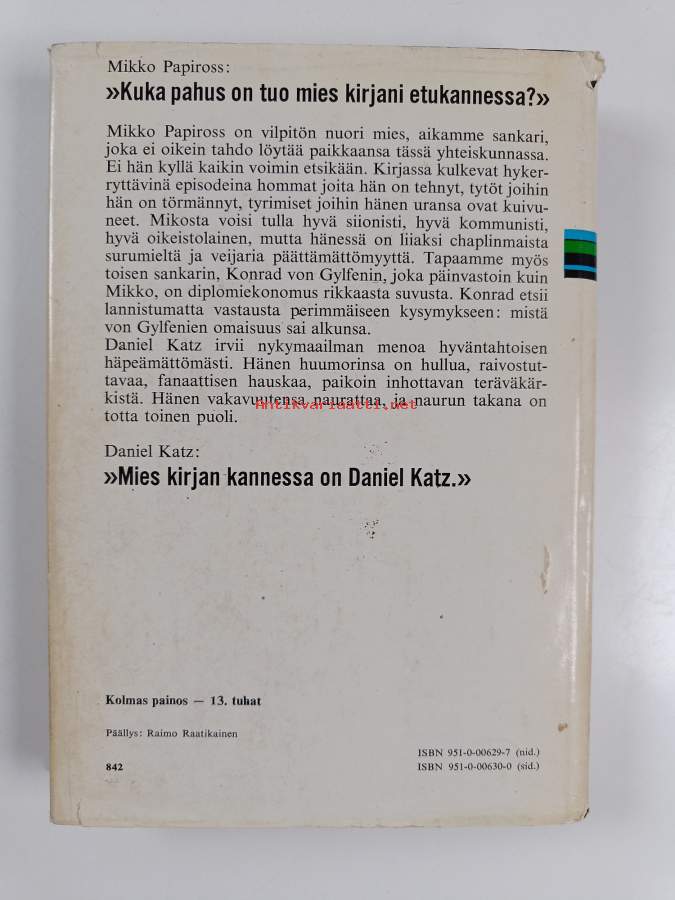 Mikko Papiross:
»Kuka pahus on tuo mies kirjani etukannessa?»
Mikko Papiross on vilpitön nuori mies, aikamme sankari,
joka ei oikein tahdo löytää paikkaansa tässä yhteiskunnassa.
Ei hän kyllä kaikin voimin etsikään. Kirjassa kulkevat hyker-
ryttävinä episodeina hommat joita hän on tehnyt, tytöt joihin
hän on törmännyt, tyrimiset joihin hänen uransa ovat kuivu-
neet. Mikosta voisi tulla hyvä siionisti, hyvä kommunisti,
hyvä oikeistolainen, mutta hänessä on liiaksi chaplinmaista
surumieltä ja veijaria päättämättömyyttä. Tapaamme myös
toisen sankarin, Konrad von Gylfenin, joka päinvastoin kuin
Mikko, on diplomiekonomus rikkaasta suvusta. Konrad etsii
lannistumatta vastausta perimmäiseen kysymykseen: mistä
von Gylfenien omaisuus sai alkunsa.
Daniel Katz irvii nykymaailman menoa hyväntahtoisen
häpeämättömästi. Hänen huumorinsa on hullua, raivostut-
tavaa, fanaattisen hauskaa, paikoin inhottavan teräväkär-
kistä. Hänen vakavuutensa naurattaa, ja naurun takana on
Antikvariaatti.net
totta toinen puoli.
Daniel Katz:
»Mies kirjan kannessa on Daniel Katz.»
Kolmas painos — 13. tuhat
Päällys: Raimo Raatikainen
ISBN 951-0-00629-7 (nid.)
842 ISBN 951-0-00630-0 (sid.)